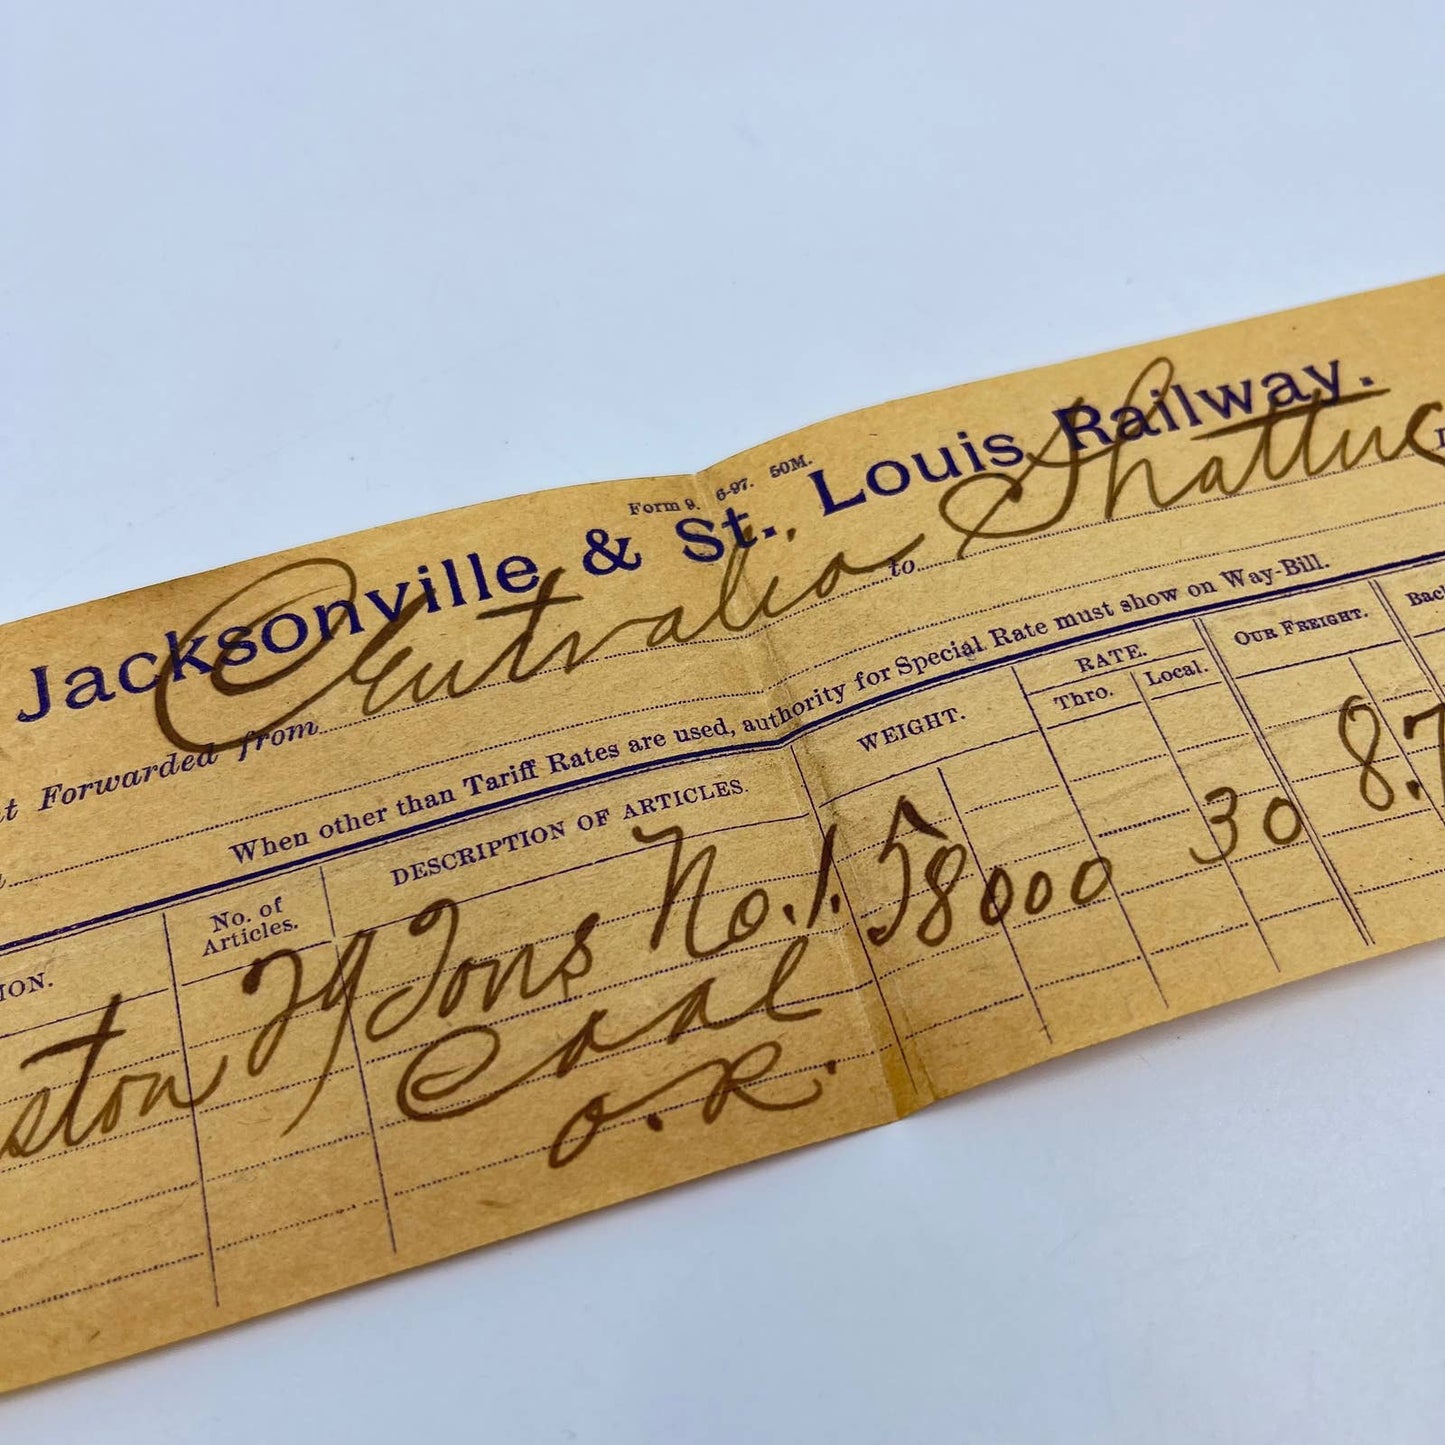 Form 9. 6-97. 50M.
Jacksonville & St. Louis Railway.
Forwarded from Centralia to Shattuc
When other than Tariff Rates are used, authority for Special Rate must show on Way-Bill.
No. of Articles. DESCRIPTION OF ARTICLES. WEIGHT. RATE. Thro. Local. OUR FREIGHT.
29 Tons No. 1. 58000 30 8.7
Coal
O.R.